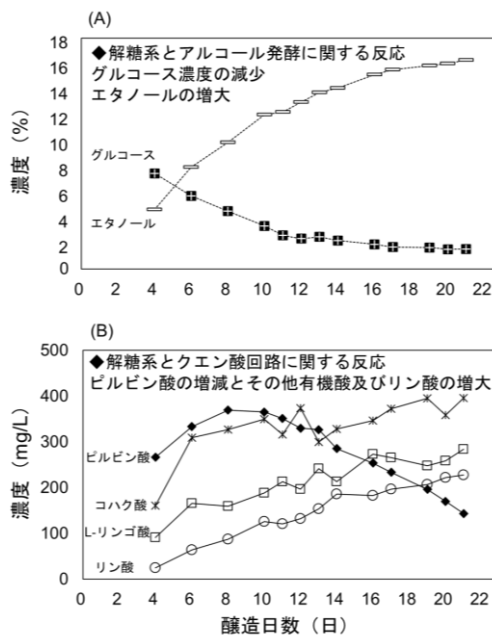 (A)
18
16
14
12
10
8
6
4
2
0
濃度（%）
◆解糖系とアルコール発酵に関する反応
グルコース濃度の減少
エタノールの増大
グルコース
エタノール
0 2 4 6 8 10 12 14 16 18 20 22
(B)
500
400
300
200
100
0
濃度（mg/L）
◆解糖系とクエン酸回路に関する反応
ピルビン酸の増減とその他有機酸及びリン酸の増大
ピルビン酸
コハク酸
L-リンゴ酸
リン酸
0 2 4 6 8 10 12 14 16 18 20 22
醸造日数（日）